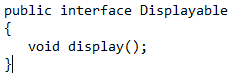 public interface Displayable
{
   void display();
}